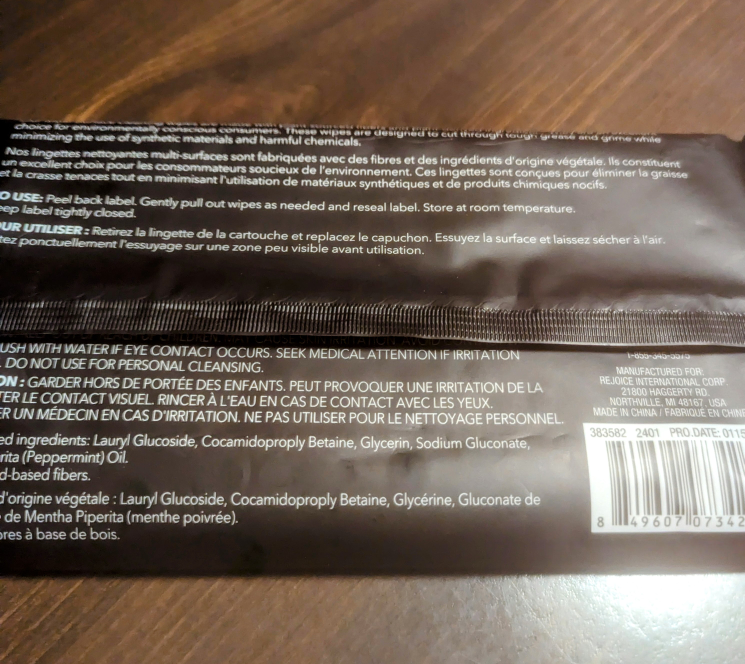 choice for environmentally conscious consumers. These wipes are designed to cut through tough grease and grime while
minimizing the use of synthetic materials and harmful chemicals.
Nos lingettes nettoyantes multi-surfaces sont fabriquées avec des fibres et des ingrédients d'origine végétale. Ils constituent
un excellent choix pour les consommateurs soucieux de l'environnement. Ces lingettes sont conçues pour éliminer la graisse
et la crasse tenaces tout en minimisant l'utilisation de matériaux synthétiques et de produits chimiques nocifs.
O USE: Peel back label. Gently pull out wipes as needed and reseal label. Store at room temperature.
eep label tightly closed.
UR UTILISER : Retirez la lingette de la cartouche et replacez le capuchon. Essuyez la surface et laissez sécher à l'air.
tez ponctuellement l'essuyage sur une zone peu visible avant utilisation.
USH WITH WATER IF EYE CONTACT OCCURS. SEEK MEDICAL ATTENTION IF IRRITATION
. DO NOT USE FOR PERSONAL CLEANSING.
ON : GARDER HORS DE PORTÉE DES ENFANTS. PEUT PROVOQUER UNE IRRITATION DE LA
TER LE CONTACT VISUEL. RINCER À L'EAU EN CAS DE CONTACT AVEC LES YEUX.
ER UN MÉDECIN EN CAS D'IRRITATION. NE PAS UTILISER POUR LE NETTOYAGE PERSONNEL.
ed ingredients: Lauryl Glucoside, Cocamidoproply Betaine, Glycerin, Sodium Gluconate,
rita (Peppermint) Oil.
d-based fibers.
d'origine végétale : Lauryl Glucoside, Cocamidoproply Betaine, Glycérine, Gluconate de
de Mentha Piperita (menthe poivrée).
res à base de bois.
1-855-345-5575
MANUFACTURED FOR:
REJOICE INTERNATIONAL CORP.
21800 HAGGERTY RD.
NORTHVILLE, MI 48167 USA
MADE IN CHINA / FABRIQUÉ EN CHINE
383582 2401 PRO.DATE: 0115
8 49607 07342